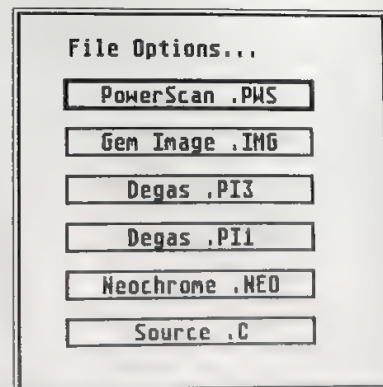 File Options...
PowerScan .PWS
Gem Image .IMG
Degas .PI3
Degas .PI1
Neochrome .NEO
Source .C